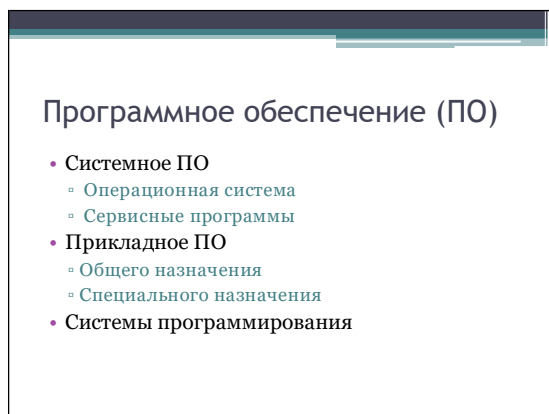 Программное обеспечение (ПО)
• Системное ПО
▫ Операционная система
▫ Сервисные программы
• Прикладное ПО
▫ Общего назначения
▫ Специального назначения
• Системы программирования